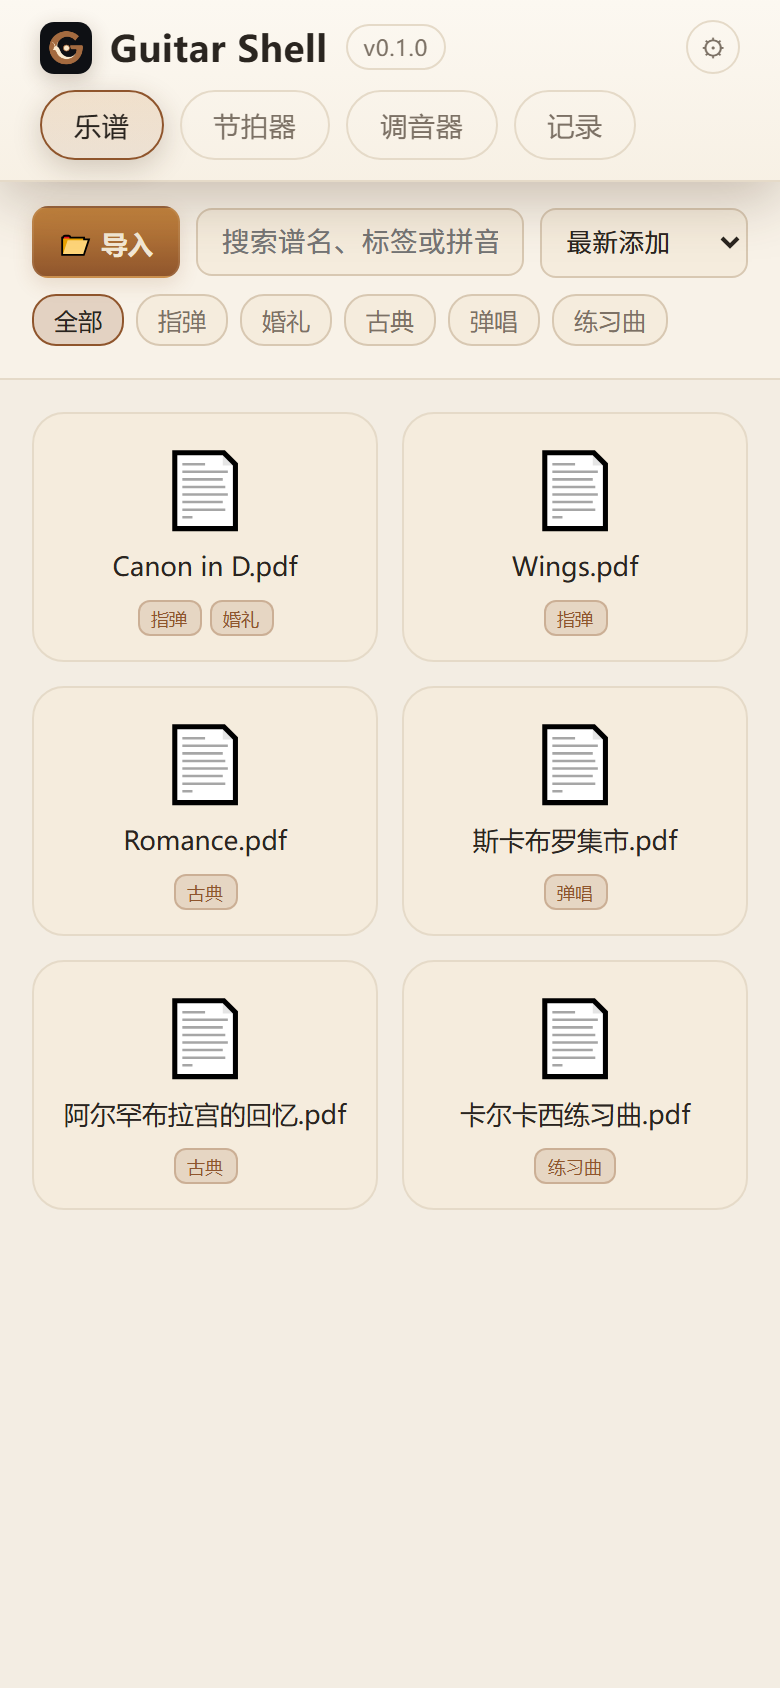 Guitar Shell v0.1.0
乐谱 节拍器 调音器 记录
导入 搜索谱名、标签或拼音 最新添加
全部 指弹 婚礼 古典 弹唱 练习曲
Canon in D.pdf
指弹 婚礼
Wings.pdf
指弹
Romance.pdf
古典
斯卡布罗集市.pdf
弹唱
阿尔罕布拉宫的回忆.pdf
古典
卡尔卡西练习曲.pdf
练习曲